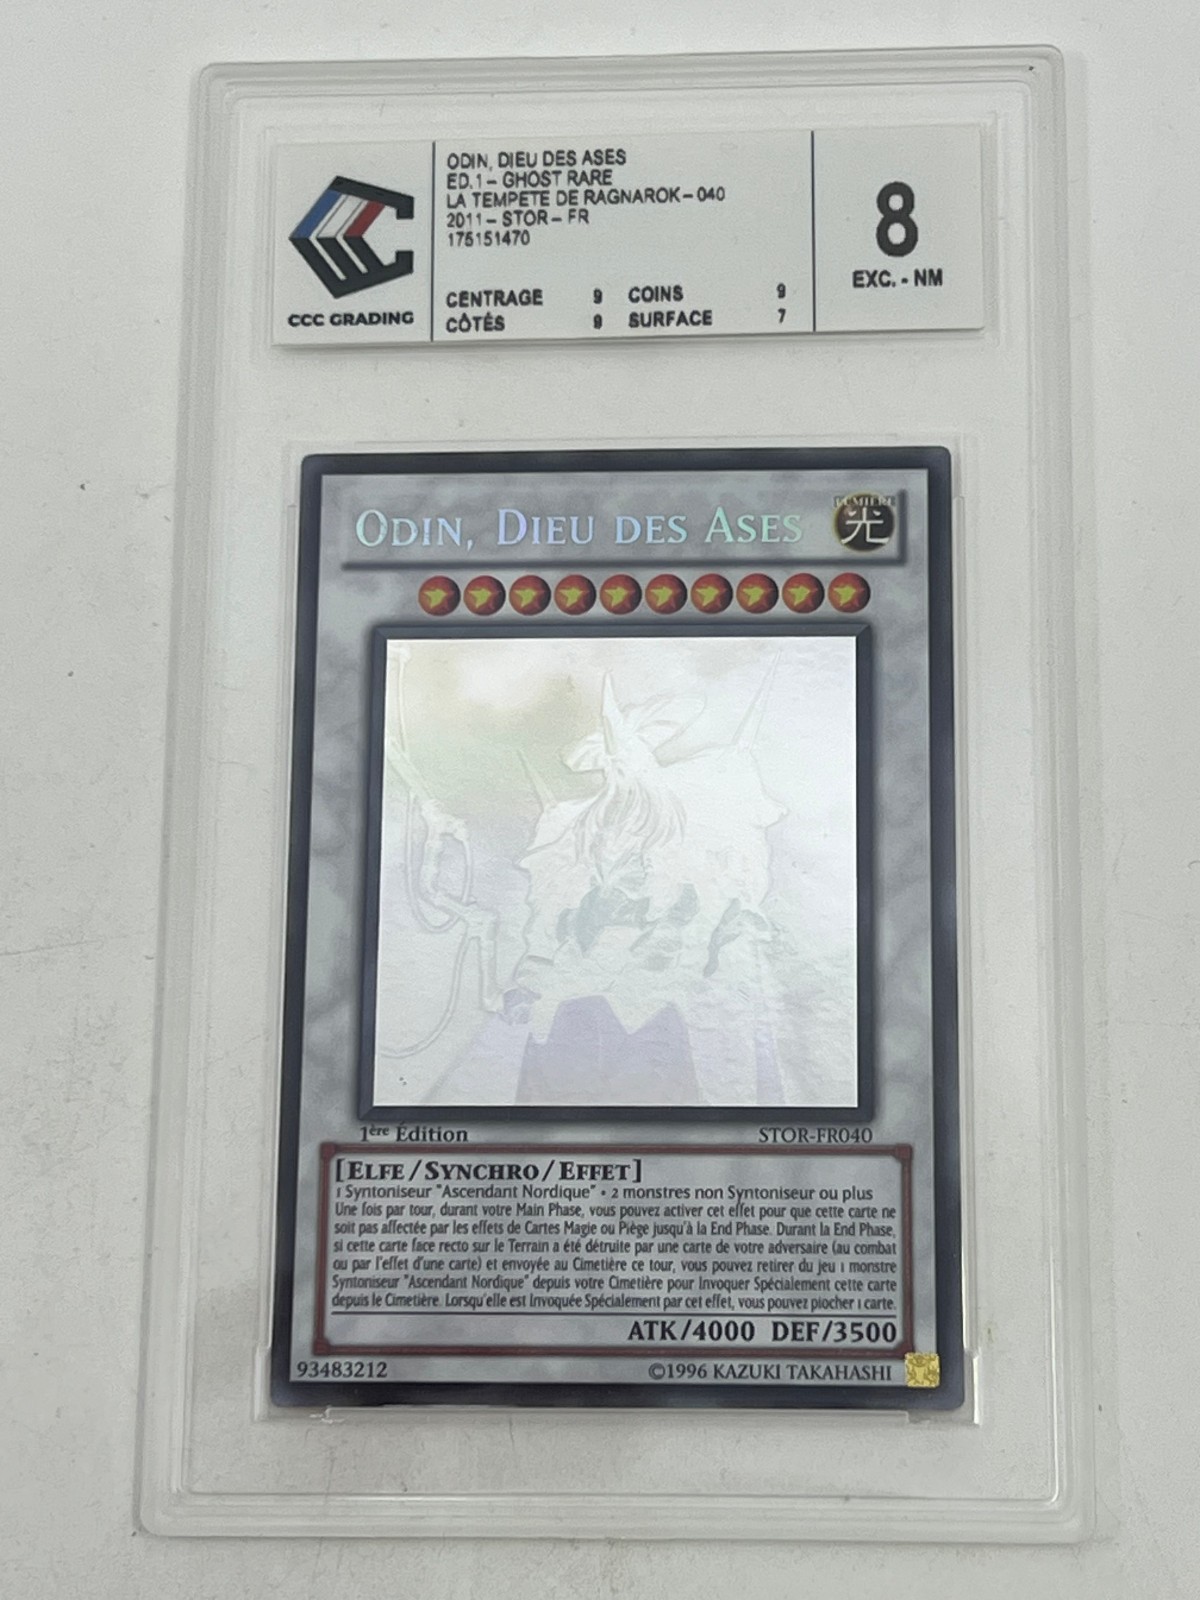 ODIN, DIEU DES ASES
ED.1 - GHOST RARE
LA TEMPETE DE RAGNAROK - 040
2011 - STOR - FR
175151470
CENTRAGE 9 COINS 9
CÔTÉS 9 SURFACE 7
8
EXC. - NM
CCC GRADING
ODIN, DIEU DES ASES
LUMIERE
光
1ère Édition STOR-FR040
[ELFE/SYNCHRO/EFFET]
1 Syntoniseur "Ascendant Nordique" + 2 monstres non Syntoniseur ou plus
Une fois par tour, durant votre Main Phase, vous pouvez activer cet effet pour que cette carte ne
soit pas affectée par les effets de Cartes Magie ou Piège jusqu'à la End Phase. Durant la End Phase,
si cette carte face recto sur le Terrain a été détruite par une carte de votre adversaire (au combat
ou par l'effet d'une carte) et envoyée au Cimetière ce tour, vous pouvez retirer du jeu 1 monstre
Syntoniseur "Ascendant Nordique" depuis votre Cimetière pour Invoquer Spécialement cette carte
depuis le Cimetière. Lorsqu'elle est Invoquée Spécialement par cet effet, vous pouvez piocher 1 carte.
ATK/4000 DEF/3500
93483212 ©1996 KAZUKI TAKAHASHI